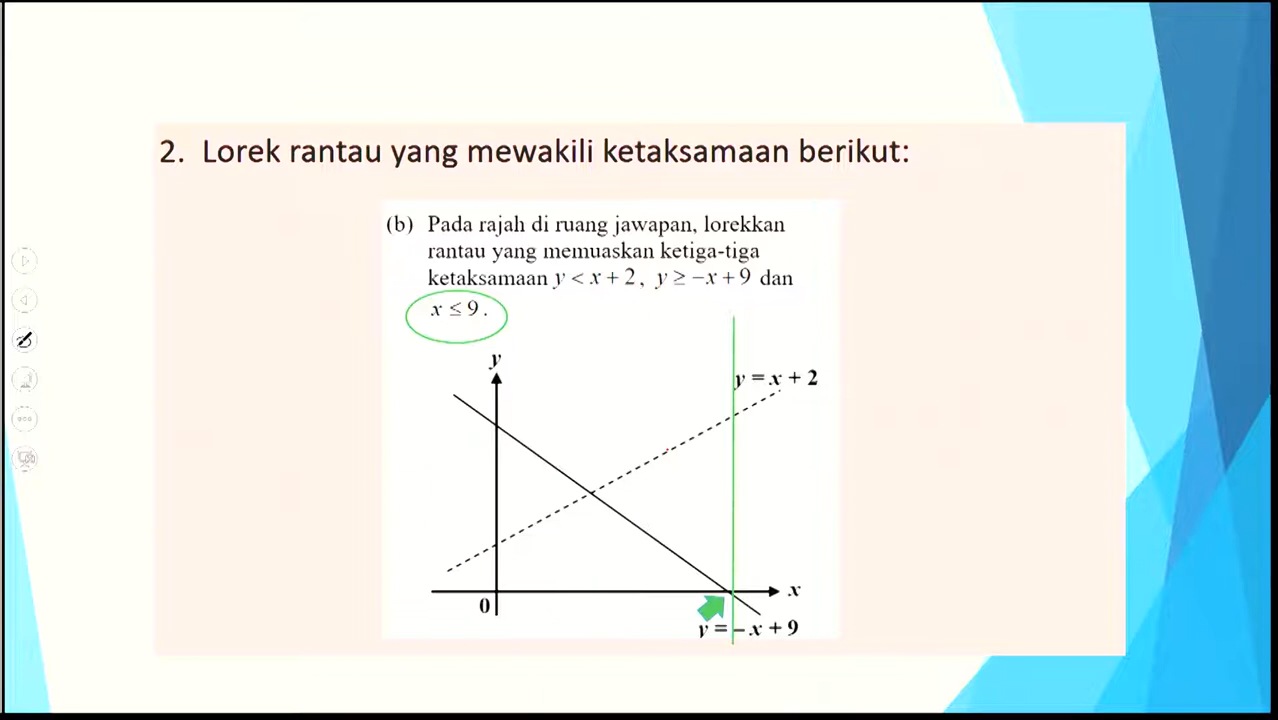 2. Lorek rantau yang mewakili ketaksamaan berikut:
(b) Pada rajah di ruang jawapan, lorekkan
rantau yang memuaskan ketiga-tiga
ketaksamaan y < x + 2, y ≥ −x + 9 dan
x ≤ 9.
y
y = x + 2
x
0
y = −x + 9